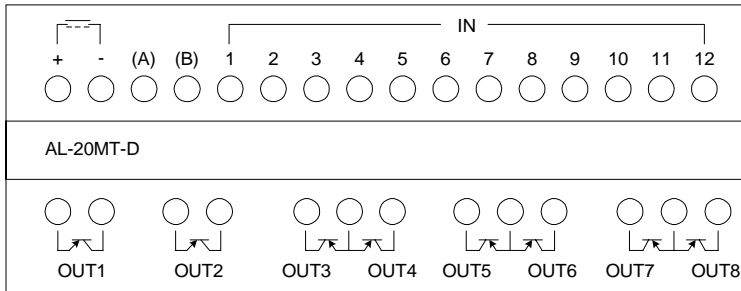 IN
+ - (A) (B) 1 2 3 4 5 6 7 8 9 10 11 12
AL-20MT-D
OUT1 OUT2 OUT3 OUT4 OUT5 OUT6 OUT7 OUT8